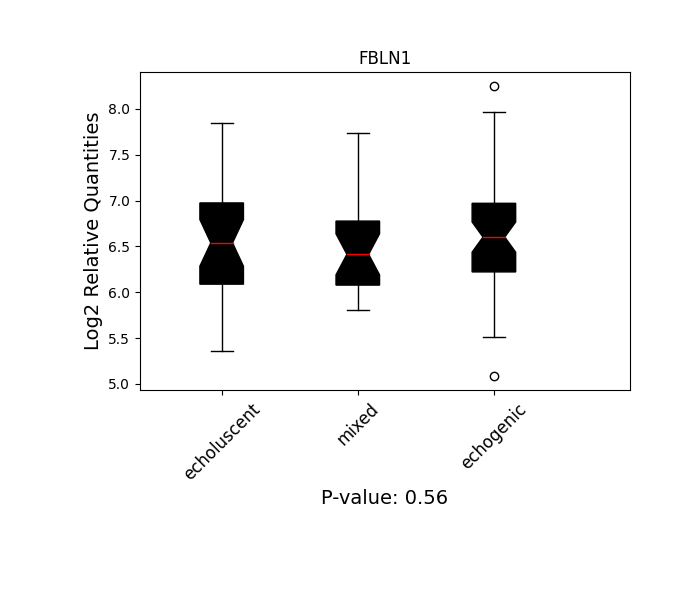 FBLN1
Log2 Relative Quantities
8.0
7.5
7.0
6.5
6.0
5.5
5.0
echoluscent
mixed
echogenic
P-value: 0.56